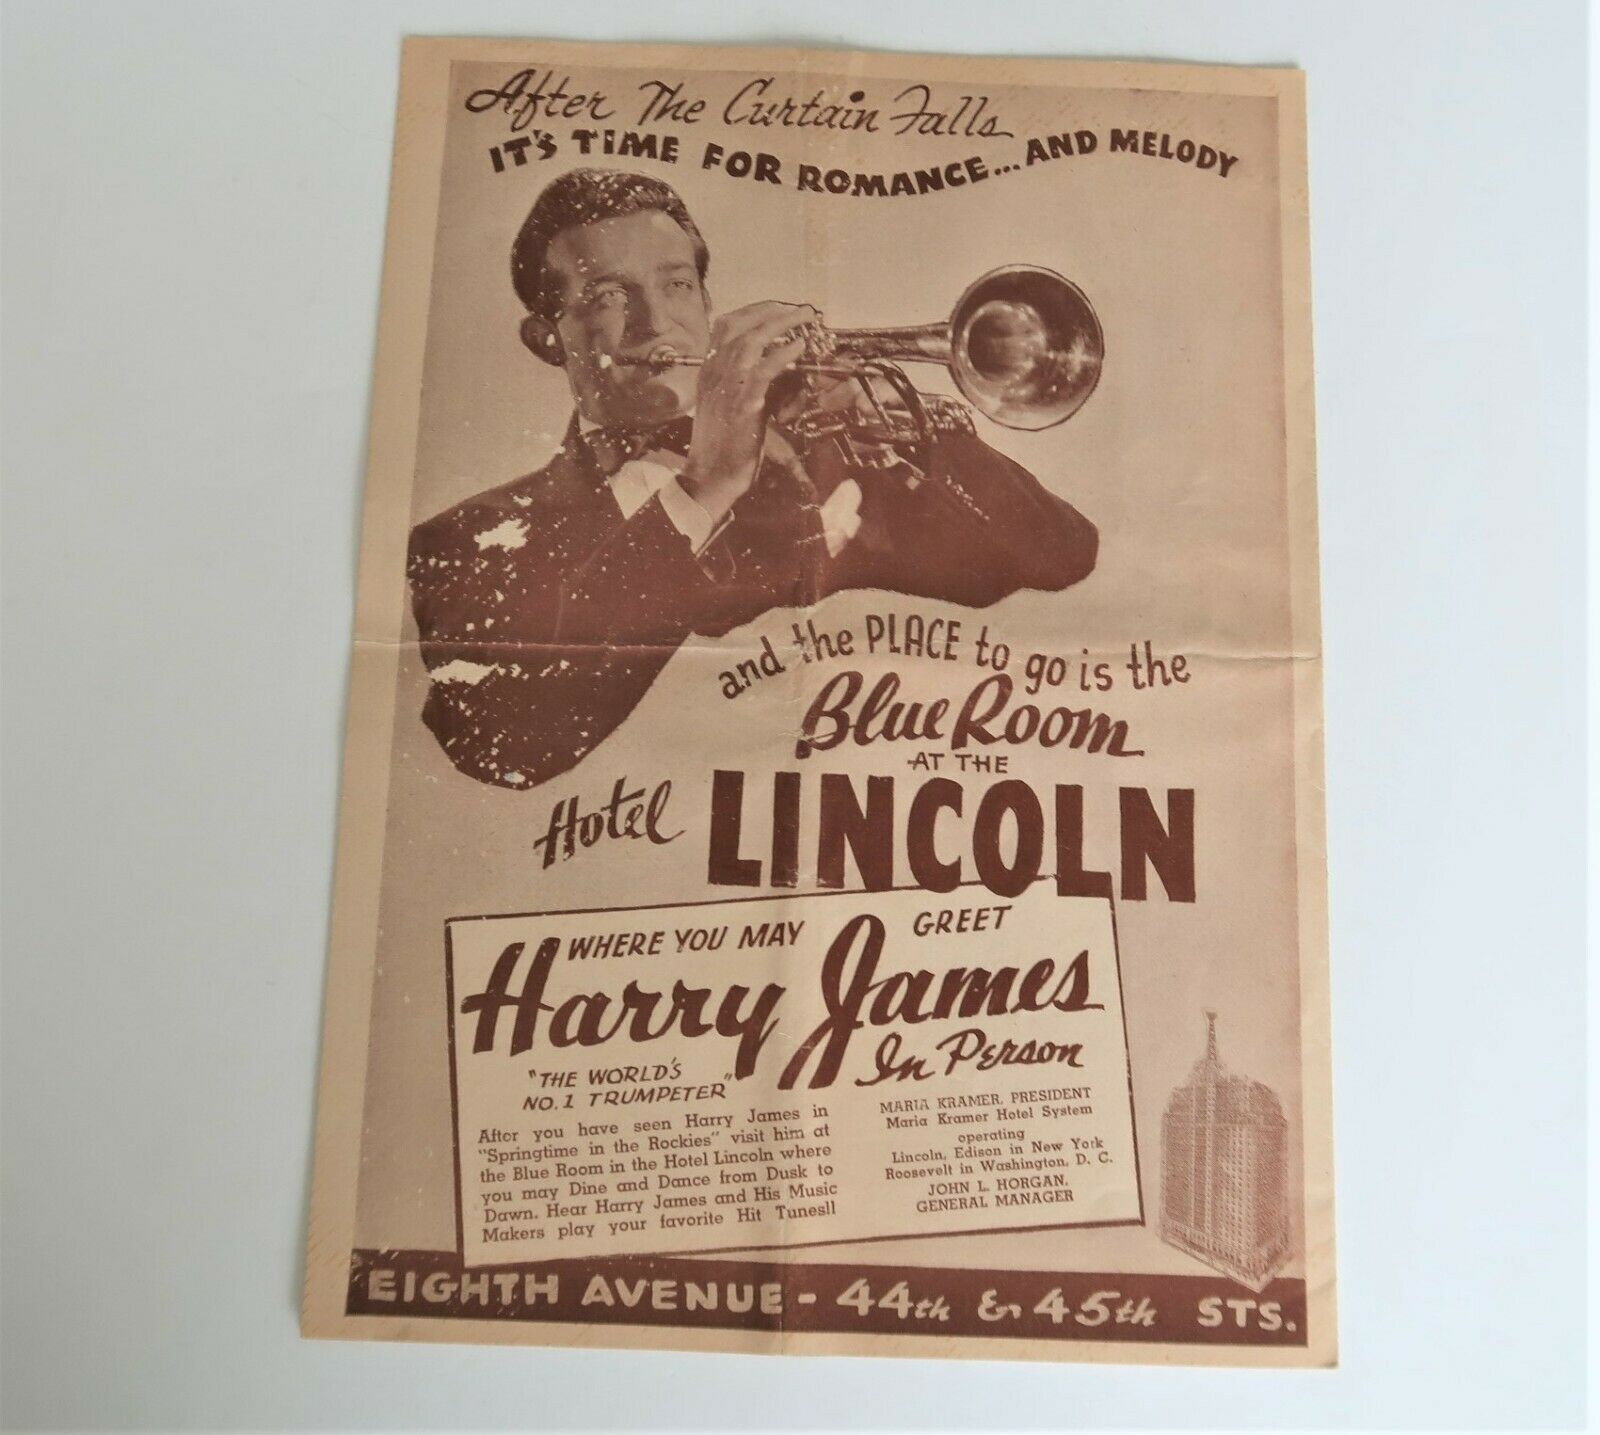 After The Curtain Falls
IT'S TIME FOR ROMANCE... AND MELODY
and the PLACE to go is the
Blue Room
AT THE
Hotel LINCOLN
WHERE YOU MAY GREET
Harry James
In Person
"THE WORLD'S
NO. 1 TRUMPETER"
After you have seen Harry James in
"Springtime in the Rockies" visit him at
the Blue Room in the Hotel Lincoln where
you may Dine and Dance from Dusk to
Dawn. Hear Harry James and His Music
Makers play your favorite Hit Tunes!!
MARIA KRAMER, PRESIDENT
Maria Kramer Hotel System
operating
Lincoln, Edison in New York
Roosevelt in Washington, D. C.
JOHN L. HORGAN,
GENERAL MANAGER
EIGHTH AVENUE - 44th & 45th STS.